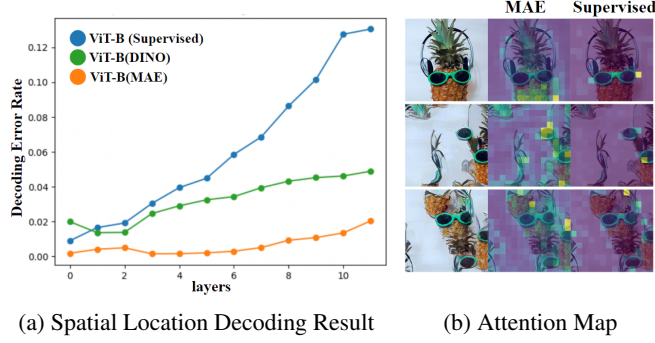 MAE Supervised
ViT-B (Supervised)
ViT-B(DINO)
ViT-B(MAE)
Decoding Error Rate
0.12
0.10
0.08
0.06
0.04
0.02
0.00
0 2 4 6 8 10
layers
(a) Spatial Location Decoding Result
(b) Attention Map